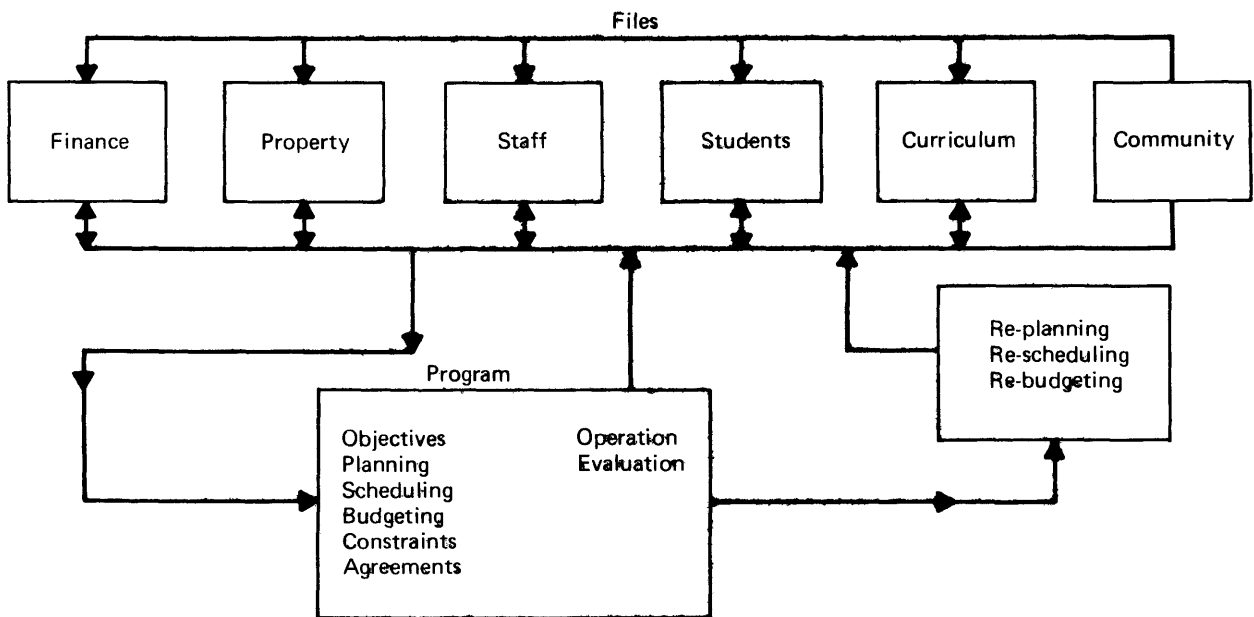 Files
Finance
Property
Staff
Students
Curriculum
Community
Re-planning
Re-scheduling
Re-budgeting
Program
Objectives
Planning
Scheduling
Budgeting
Constraints
Agreements
Operation
Evaluation